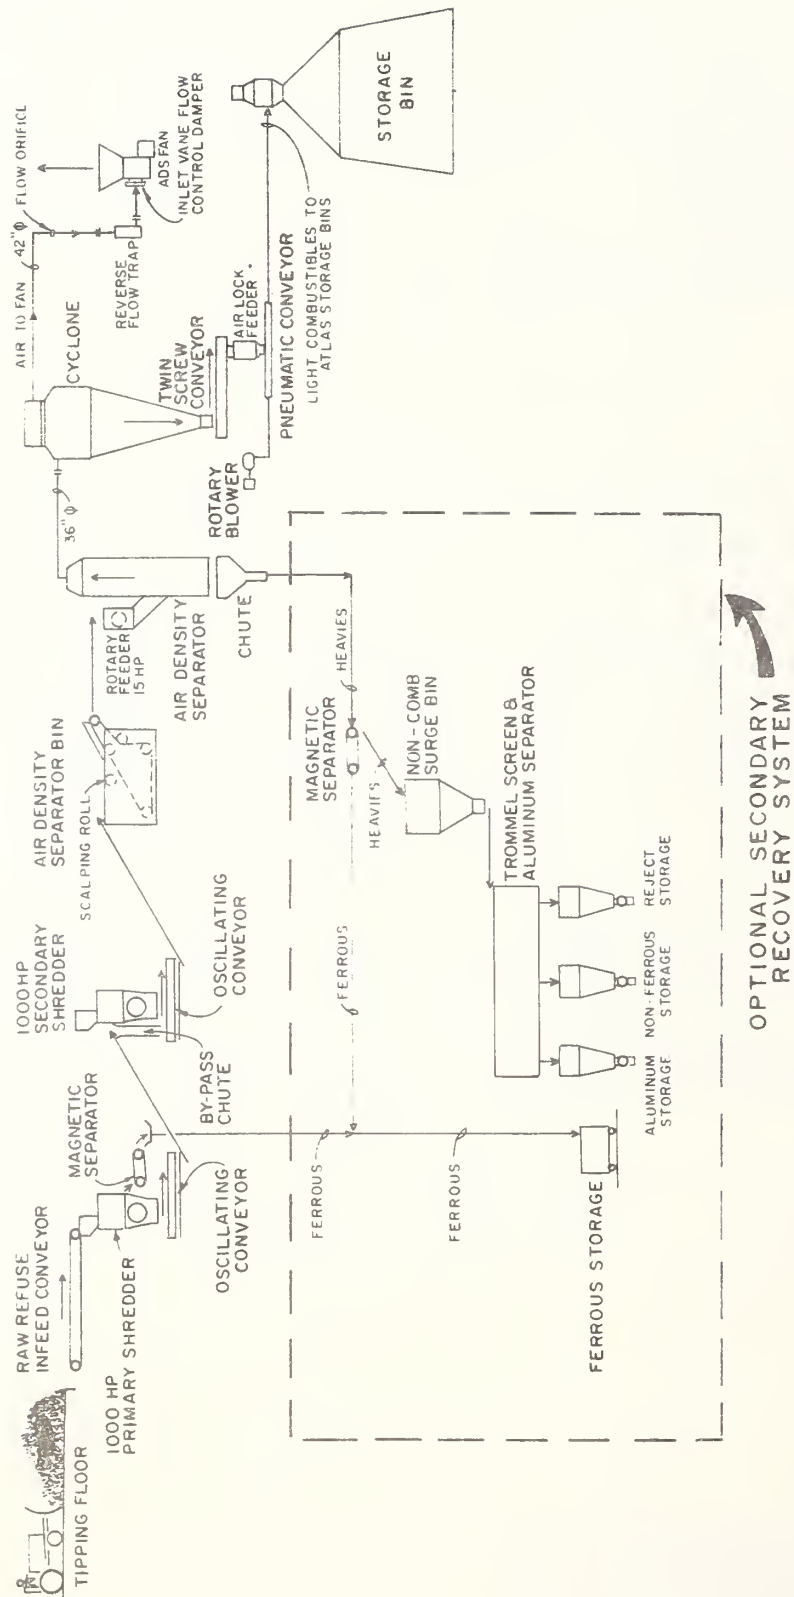 TIPPING FLOOR
RAW REFUSE
INFEED CONVEYOR
1000 HP
PRIMARY SHREDDER
MAGNETIC
SEPARATOR
OSCILLATING
CONVEYOR
1000HP
SECONDARY
SHREDDER
BY-PASS
CHUTE
OSCILLATING
CONVEYOR
AIR DENSITY
SEPARATOR BIN
SCALPING ROLL
ROTARY
FEEDER
15 HP
AIR DENSITY
SEPARATOR
CHUTE
36" φ
CYCLONE
AIR TO FAN
42" φ
FLOW ORIFICE
REVERSE
FLOW TRAP
ADS FAN
INLET VANE FLOW
CONTROL DAMPER
TWIN
SCREW
CONVEYOR
AIR LOCK
FEEDER.
ROTARY
BLOWER
PNEUMATIC CONVEYOR
LIGHT COMBUSTIBLES TO
ATLAS STORAGE BINS
STORAGE
BIN
HEAVIES
MAGNETIC
SEPARATOR
HEAVIES
NON-COMB
SURGE BIN
FERROUS
FERROUS
FERROUS
TROMMEL SCREEN &
ALUMINUM SEPARATOR
FERROUS STORAGE
ALUMINUM
STORAGE
NON-FERROUS
STORAGE
REJECT
STORAGE
OPTIONAL SECONDARY
RECOVERY SYSTEM